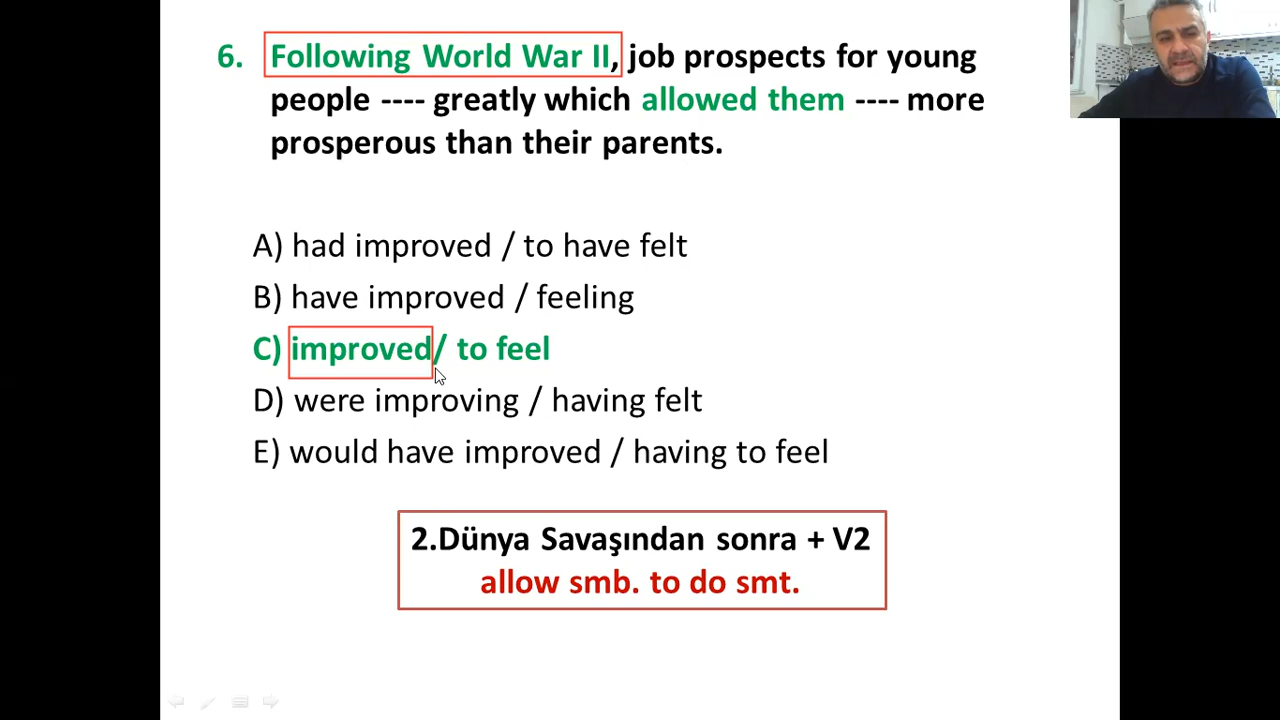 6. Following World War II, job prospects for young
people ---- greatly which allowed them ---- more
prosperous than their parents.
A) had improved / to have felt
B) have improved / feeling
C) improved/ to feel
D) were improving / having felt
E) would have improved / having to feel
2.Dünya Savaşından sonra + V2
allow smb. to do smt.